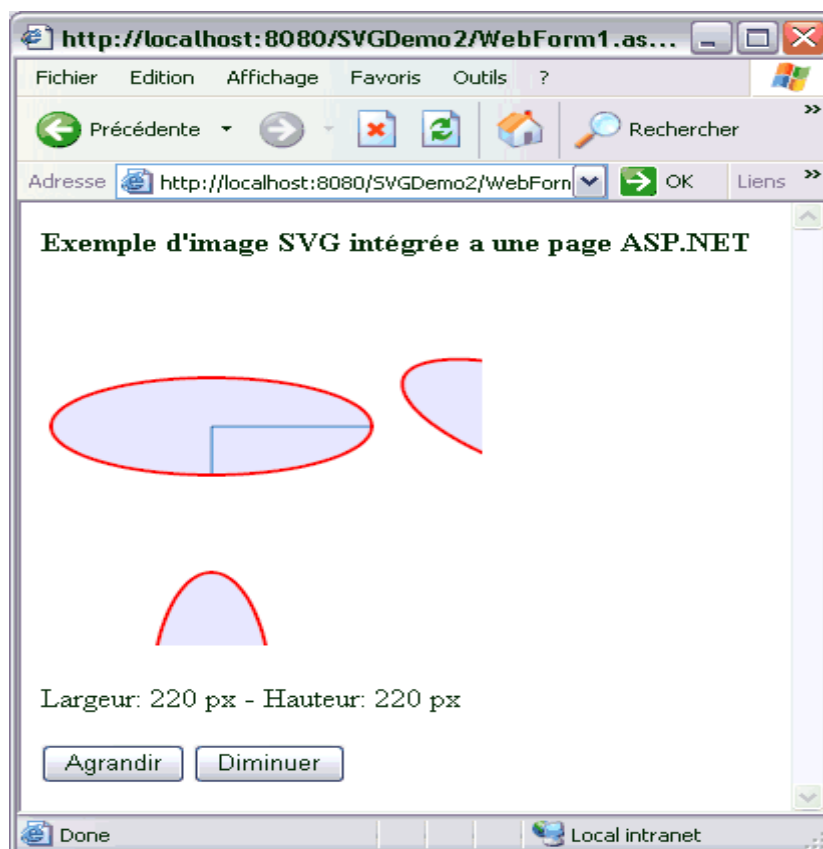 http://localhost:8080/SVGDemo2/WebForm1.as...
Fichier Edition Affichage Favoris Outils ?
Précédente Rechercher »
Adresse http://localhost:8080/SVGDemo2/WebForn OK Liens »
Exemple d'image SVG intégrée a une page ASP.NET
Largeur: 220 px - Hauteur: 220 px
Agrandir Diminuer
Done Local intranet